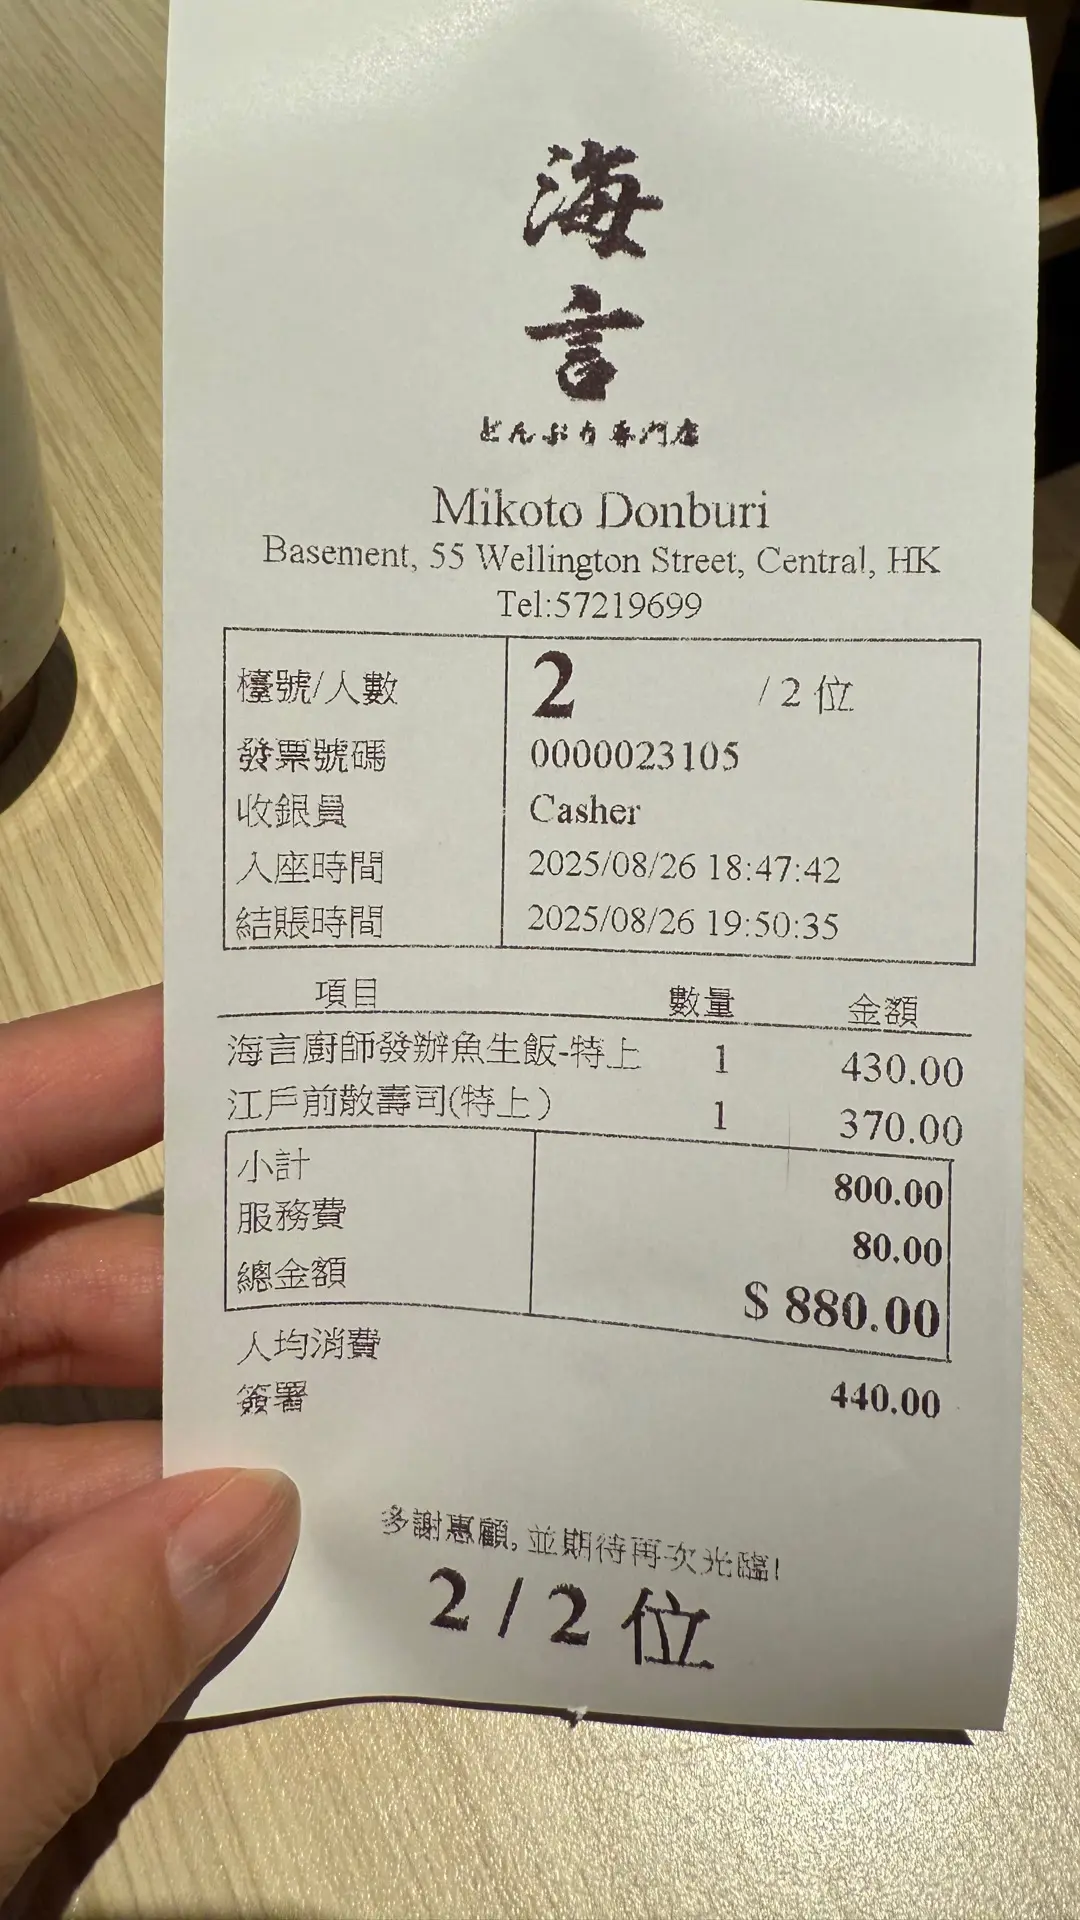 海
言
どんぶり専門店
Mikoto Donburi
Basement, 55 Wellington Street, Central, HK
Tel:57219699
檯號/人數 2 / 2 位
發票號碼 0000023105
收銀員 Casher
入座時間 2025/08/26 18:47:42
結賬時間 2025/08/26 19:50:35
項目 數量 金額
海言廚師發辦魚生飯-特上 1 430.00
江戶前散壽司(特上) 1 370.00
小計 800.00
服務費 80.00
總金額 $ 880.00
人均消費 440.00
簽署
多謝惠顧, 並期待再次光臨!
2 / 2 位